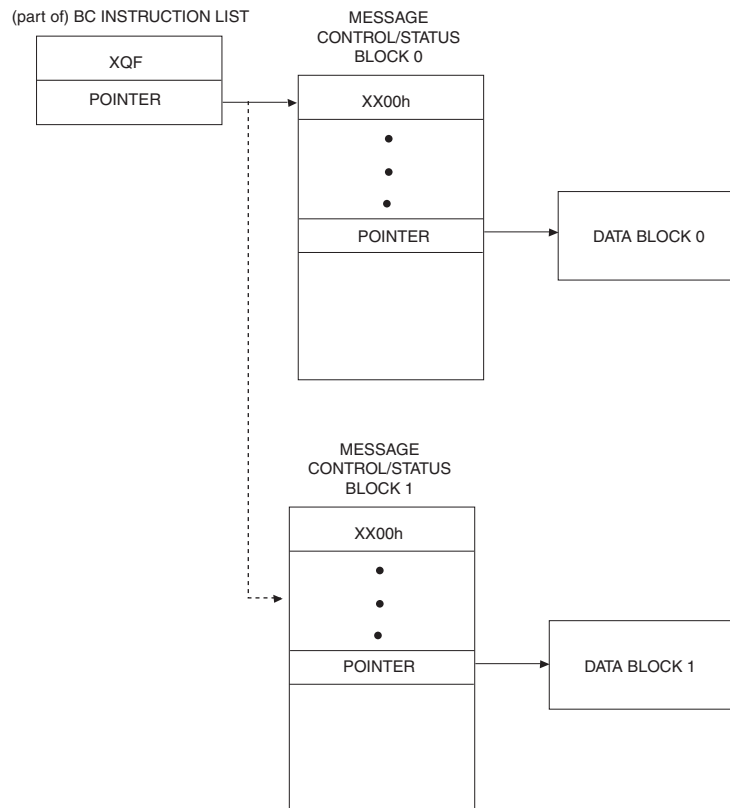 (part of) BC INSTRUCTION LIST
XQF
POINTER
MESSAGE
CONTROL/STATUS
BLOCK 0
XX00h
POINTER
DATA BLOCK 0
MESSAGE
CONTROL/STATUS
BLOCK 1
XX00h
POINTER
DATA BLOCK 1